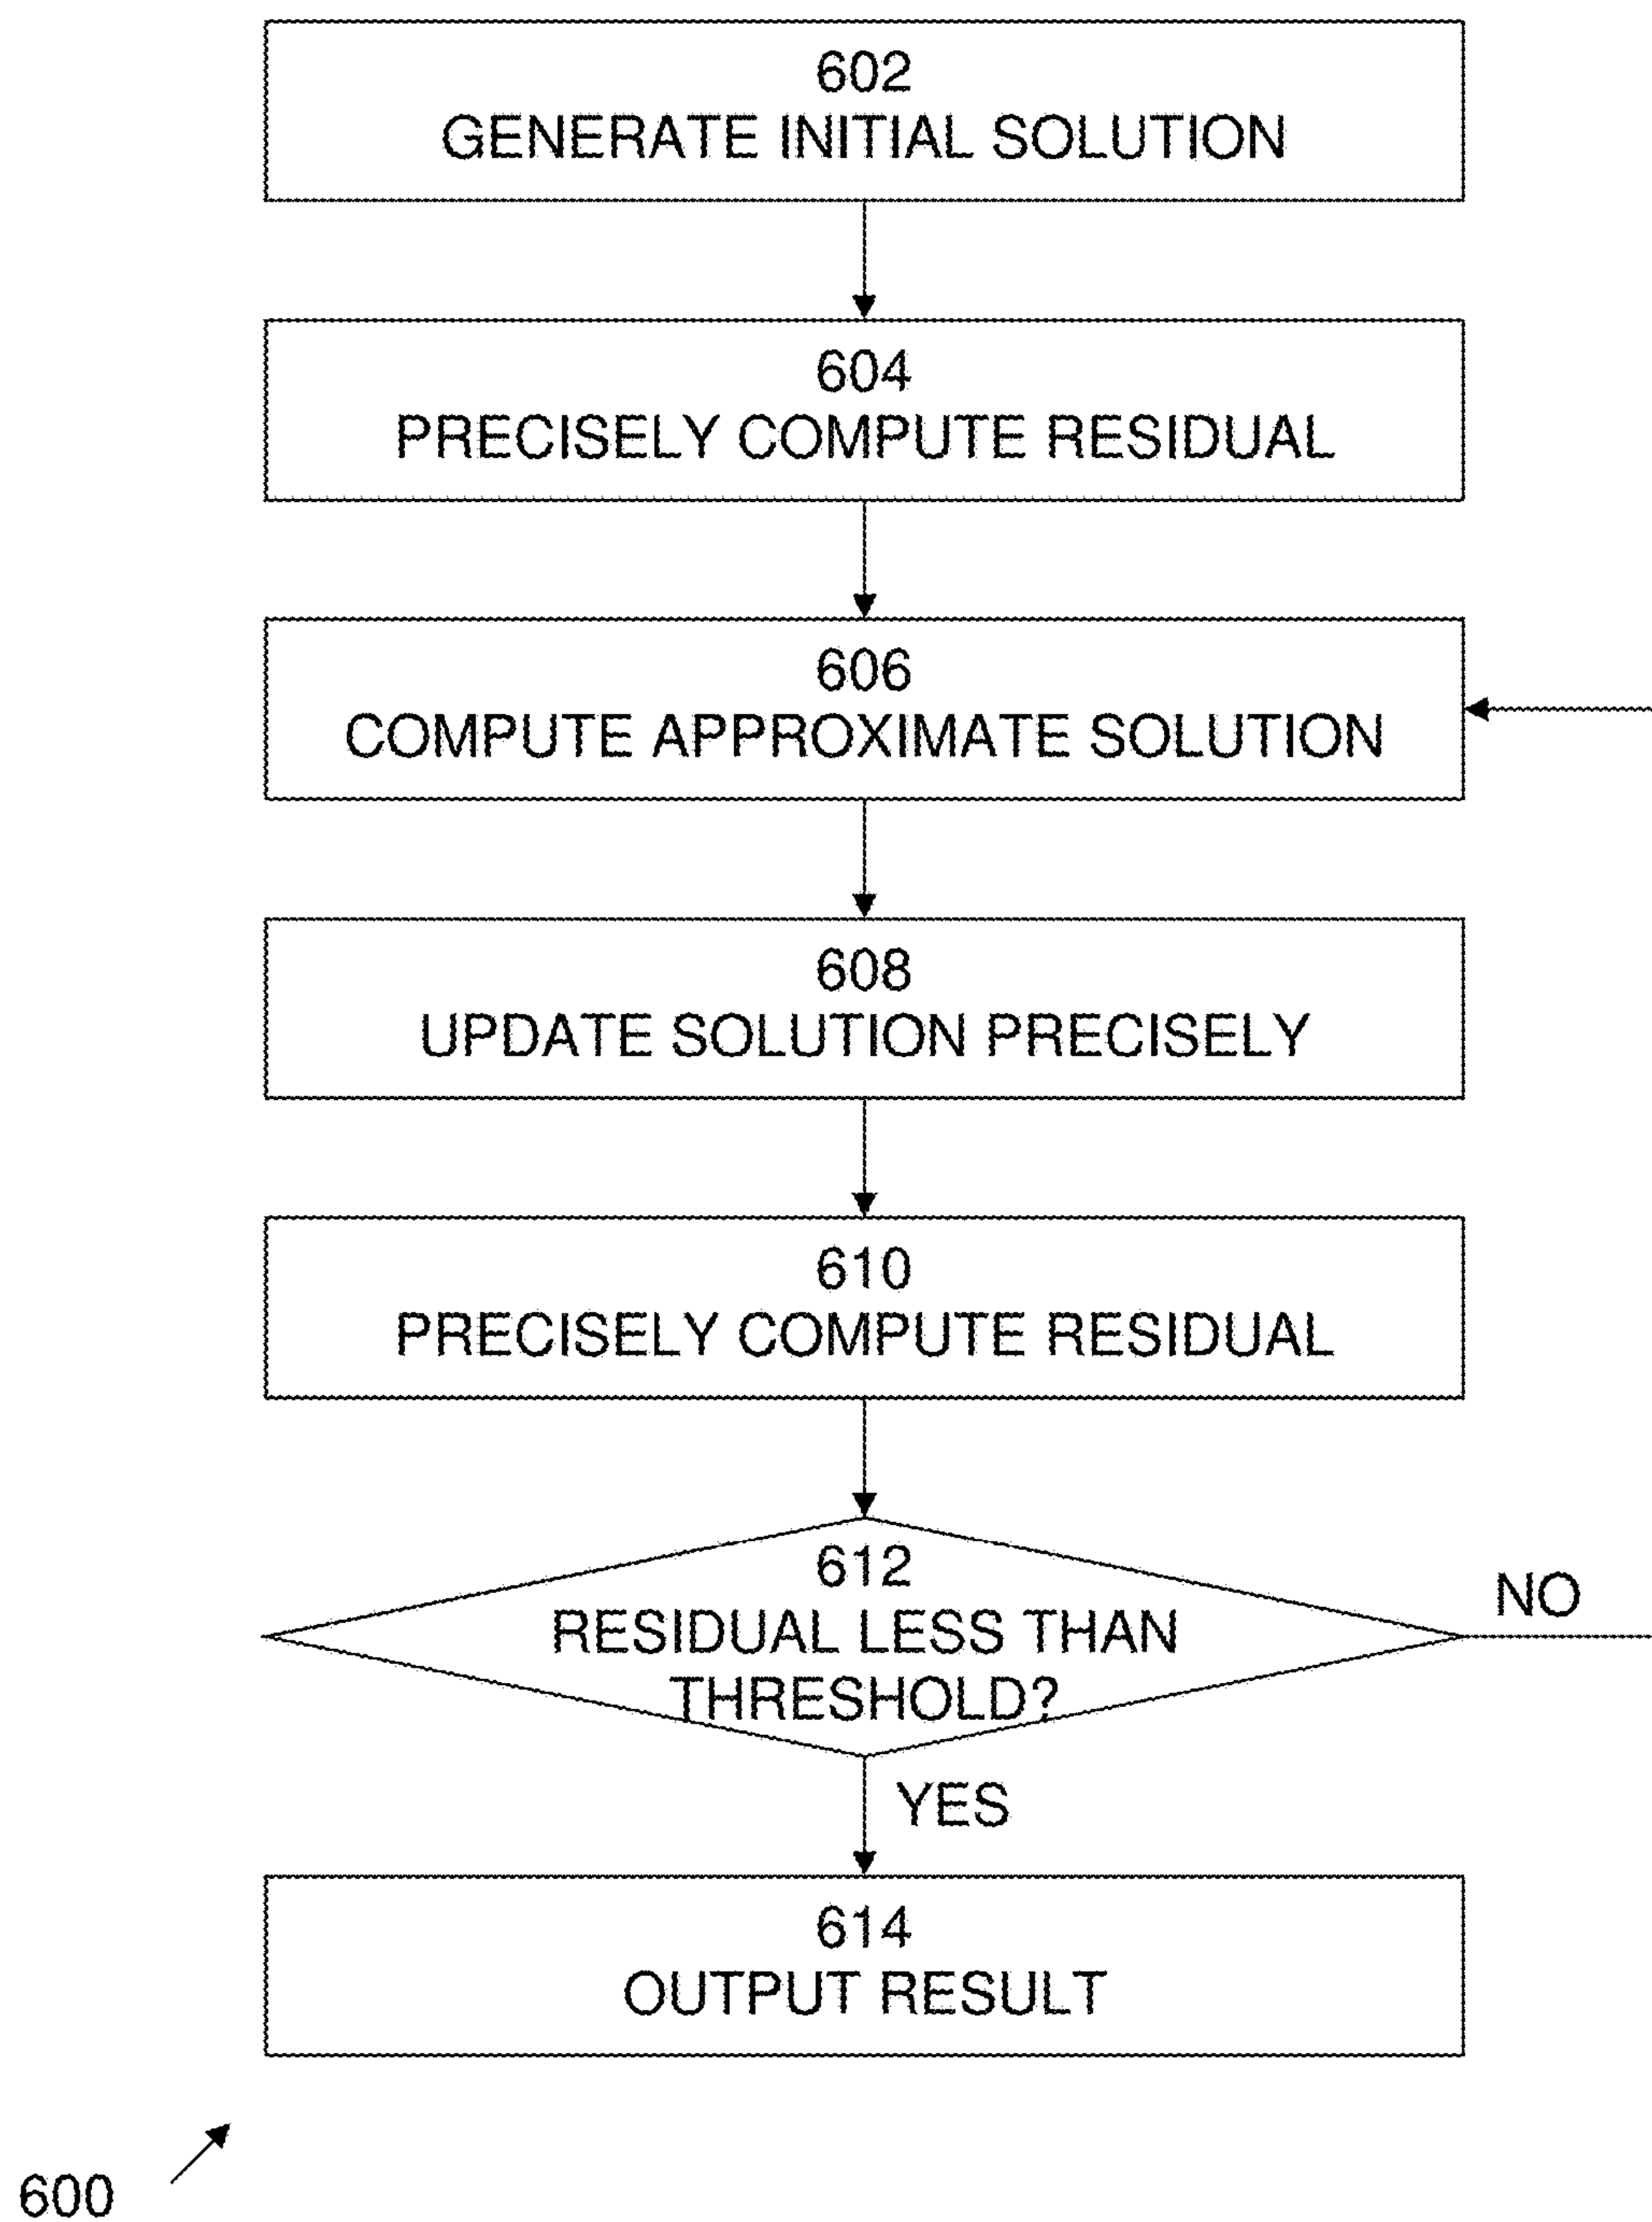 602
GENERATE INITIAL SOLUTION
604
PRECISELY COMPUTE RESIDUAL
606
COMPUTE APPROXIMATE SOLUTION
608
UPDATE SOLUTION PRECISELY
610
PRECISELY COMPUTE RESIDUAL
612
RESIDUAL LESS THAN
THRESHOLD?
NO
YES
614
OUTPUT RESULT
600